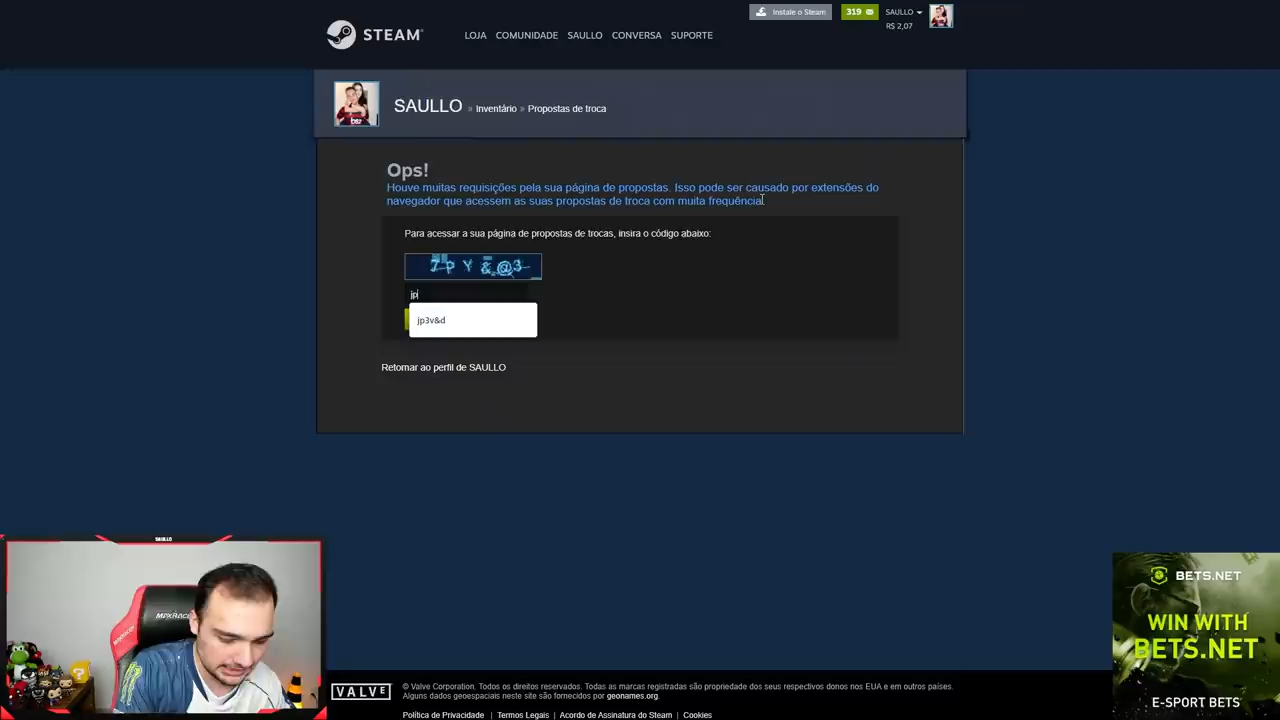 Instale o Steam
319
SAULLO
R$ 2,07
STEAM
LOJA COMUNIDADE SAULLO CONVERSA SUPORTE
SAULLO » Inventário » Propostas de troca
Ops!
Houve muitas requisições pela sua página de propostas. Isso pode ser causado por extensões do
navegador que acessem as suas propostas de troca com muita frequência.
Para acessar a sua página de propostas de trocas, insira o código abaixo:
jp
jp3v&d
Retornar ao perfil de SAULLO
SAULLO
BETS.NET
WIN WITH
BETS.NET
E-SPORT BETS
VALVE
© Valve Corporation. Todos os direitos reservados. Todas as marcas registradas são propriedade dos seus respectivos donos nos EUA e em outros países.
Alguns dados geoespaciais neste site são fornecidos por geonames.org.
Política de Privacidade | Termos Legais | Acordo de Assinatura do Steam | Cookies